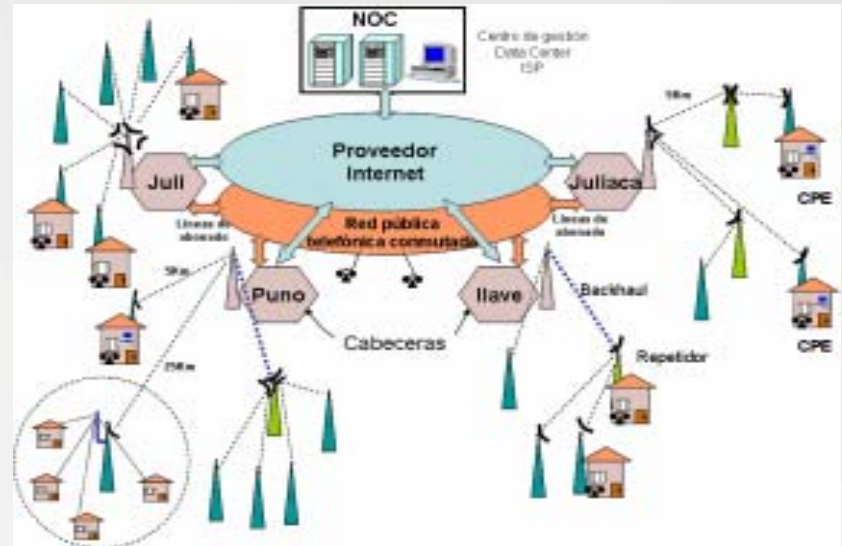 NOC
Centro de gestión
Data Center
ISP
Proveedor
Internet
Juli
Juliaca
Red pública
telefónica conmutada
Líneas de
abonado
Líneas de
abonado
Puno
Ilave
Cabeceras
Backhaul
Repetidor
CPE
CPE
5Km
25Km